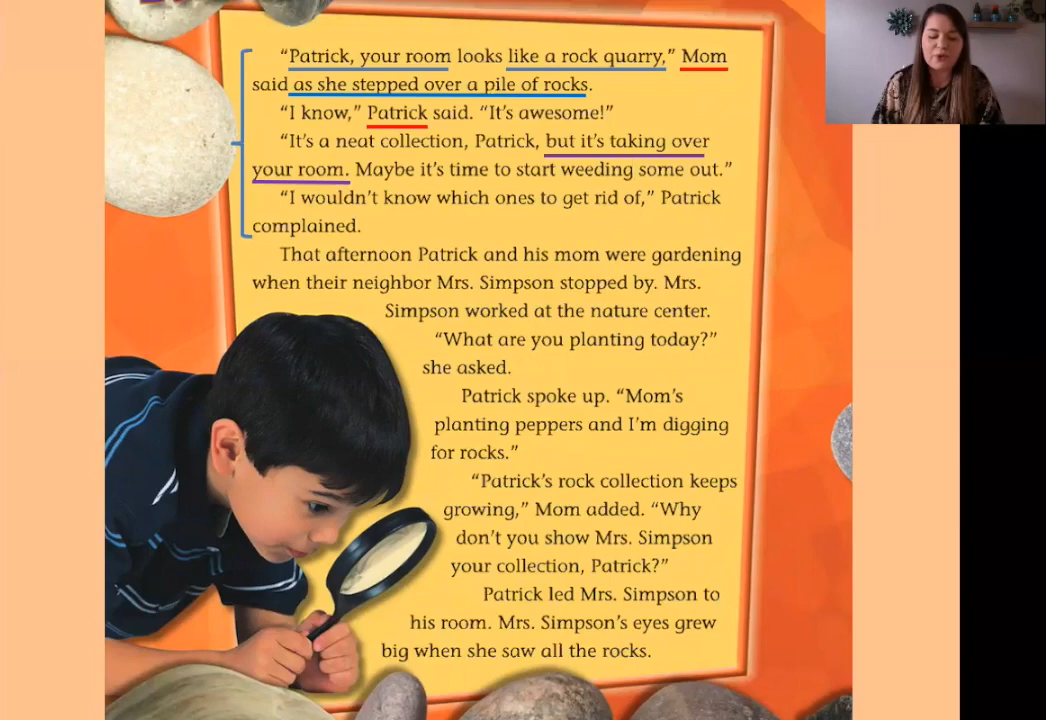 “Patrick, your room looks like a rock quarry,” Mom
said as she stepped over a pile of rocks.
“I know,” Patrick said. “It’s awesome!”
“It’s a neat collection, Patrick, but it’s taking over
your room. Maybe it’s time to start weeding some out.”
“I wouldn’t know which ones to get rid of,” Patrick
complained.
That afternoon Patrick and his mom were gardening
when their neighbor Mrs. Simpson stopped by. Mrs.
Simpson worked at the nature center.
“What are you planting today?”
she asked.
Patrick spoke up. “Mom’s
planting peppers and I’m digging
for rocks.”
“Patrick’s rock collection keeps
growing,” Mom added. “Why
don’t you show Mrs. Simpson
your collection, Patrick?”
Patrick led Mrs. Simpson to
his room. Mrs. Simpson’s eyes grew
big when she saw all the rocks.